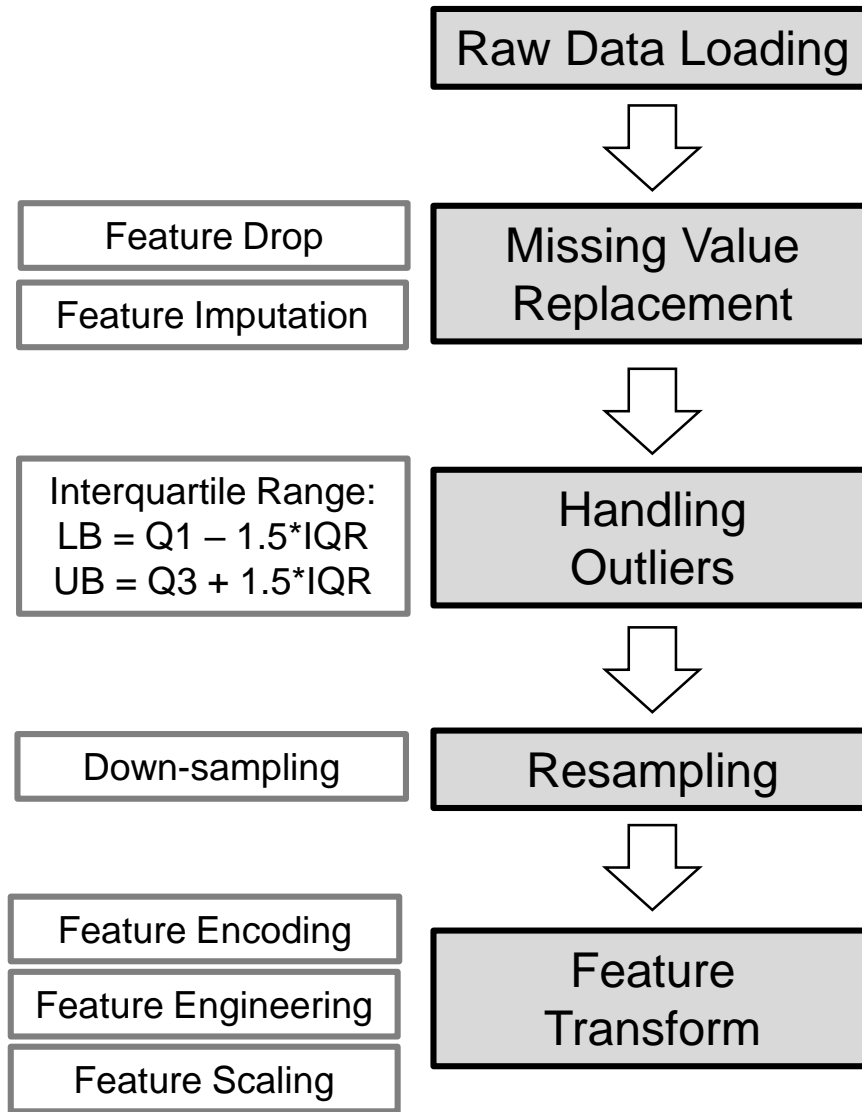 Raw Data Loading
Feature Drop
Feature Imputation
Missing Value
Replacement
Interquartile Range:
LB = Q1 – 1.5*IQR
UB = Q3 + 1.5*IQR
Handling
Outliers
Down-sampling
Resampling
Feature Encoding
Feature Engineering
Feature Scaling
Feature
Transform